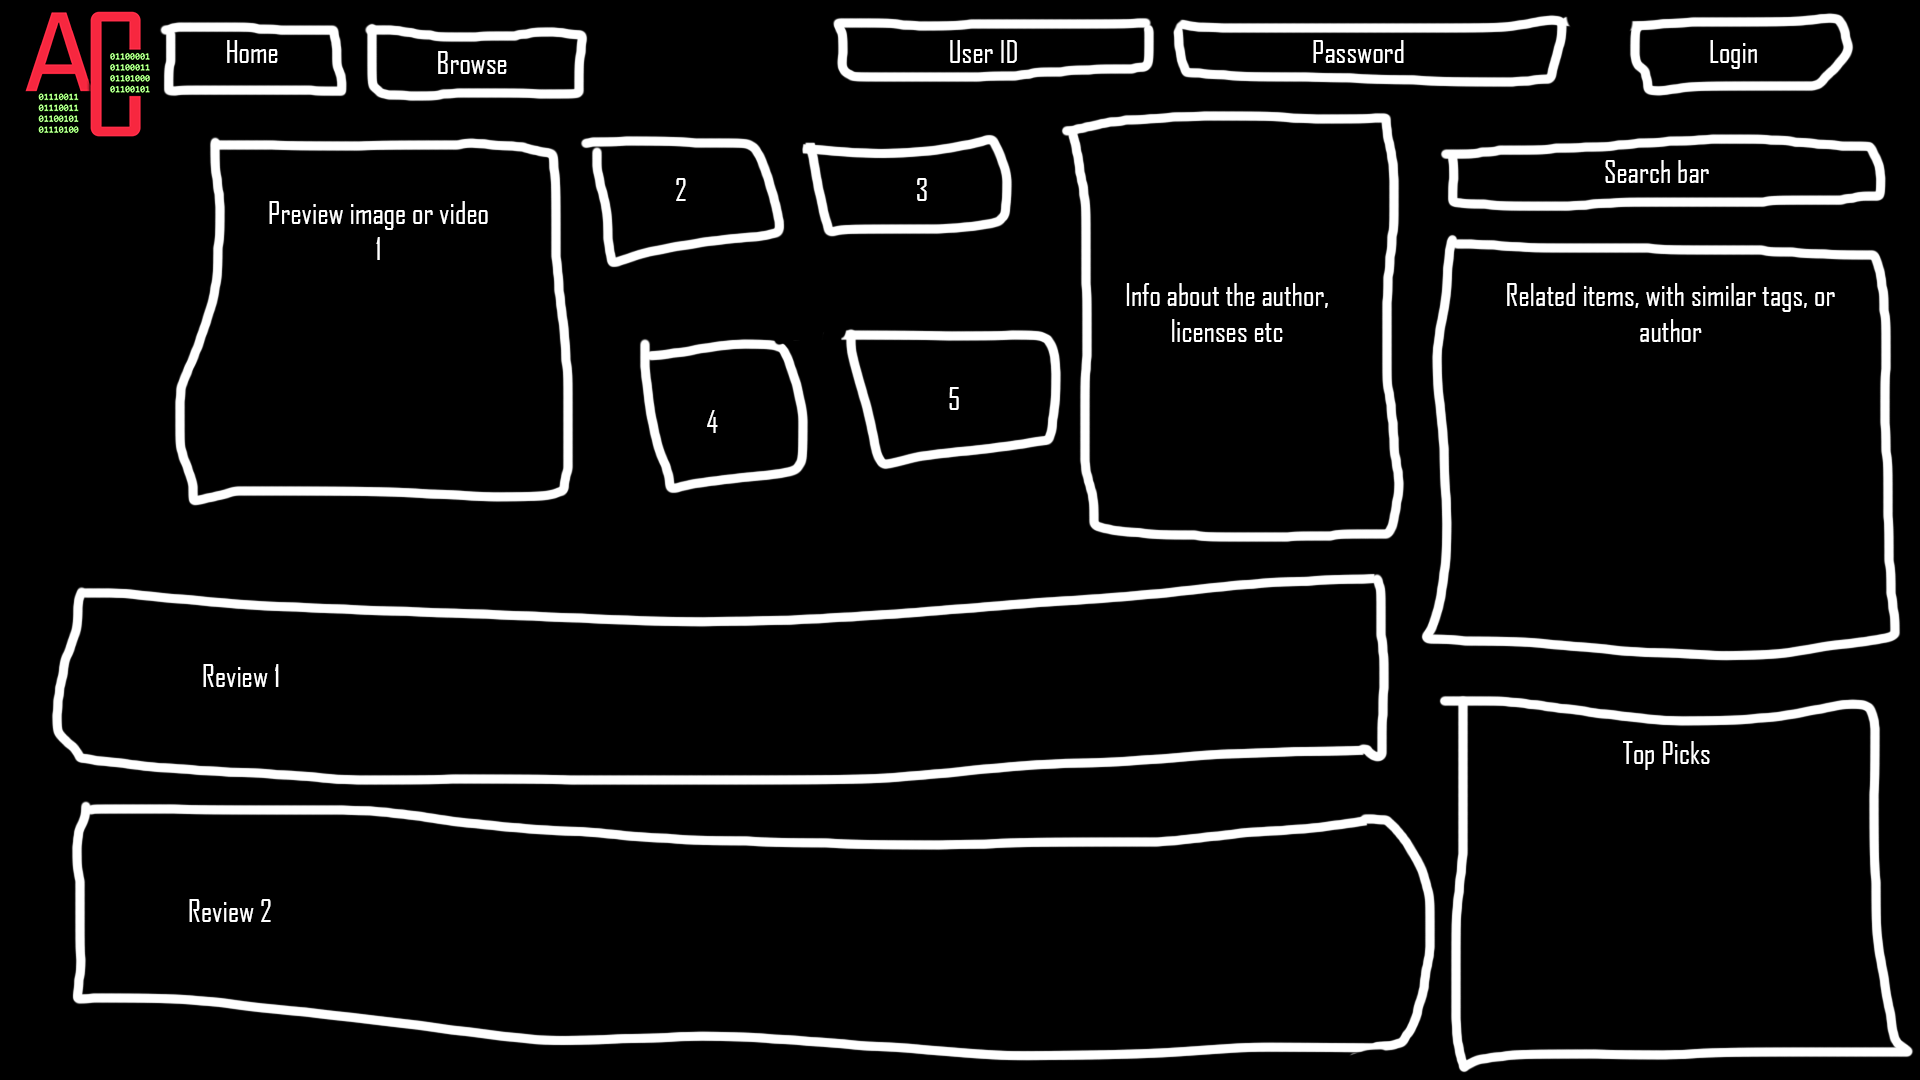 AC
01100001
01100011
01101000
01100101
01110011
01110011
01100101
01110100
Home
Browse
User ID
Password
Login
Preview image or video
1
2
3
4
5
Info about the author,
licenses etc
Search bar
Related items, with similar tags, or
author
Review 1
Review 2
Top Picks